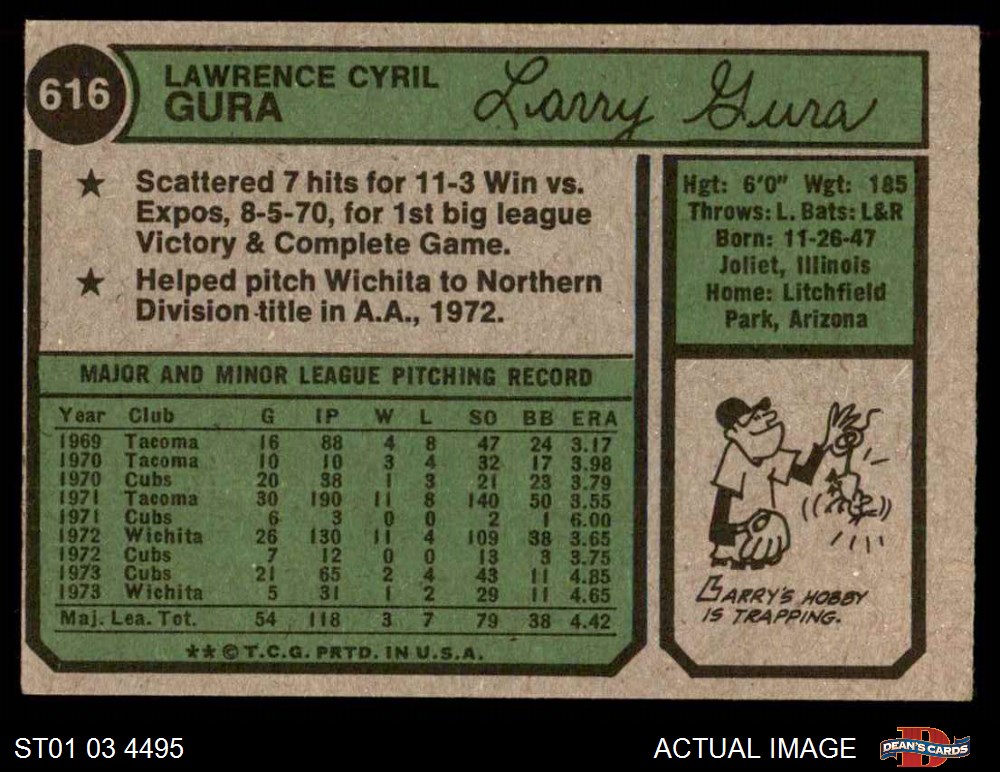 616
LAWRENCE CYRIL
GURA
Larry Gura
★ Scattered 7 hits for 11-3 Win vs.
Expos, 8-5-70, for 1st big league
Victory & Complete Game.
★ Helped pitch Wichita to Northern
Division title in A.A., 1972.
Hgt: 6'0" Wgt: 185
Throws: L. Bats: L&R
Born: 11-26-47
Joliet, Illinois
Home: Litchfield
Park, Arizona
MAJOR AND MINOR LEAGUE PITCHING RECORD
Year Club G IP W L SO BB ERA
1969 Tacoma 16 88 4 8 47 24 3.17
1970 Tacoma 10 10 3 4 32 17 3.98
1970 Cubs 20 38 1 3 21 23 3.79
1971 Tacoma 30 190 11 8 140 50 3.55
1971 Cubs 6 3 0 0 2 1 6.00
1972 Wichita 26 130 11 4 109 38 3.65
1972 Cubs 7 12 0 0 13 3 3.75
1973 Cubs 21 65 2 4 43 11 4.85
1973 Wichita 5 31 1 2 29 11 4.65
Maj. Lea. Tot. 54 118 3 7 79 38 4.42
★★ © T.C.G. PRTD. IN U.S.A.
BARRY'S HOBBY
IS TRAPPING.
ST01 03 4495
ACTUAL IMAGE
DEAN'S CARDS